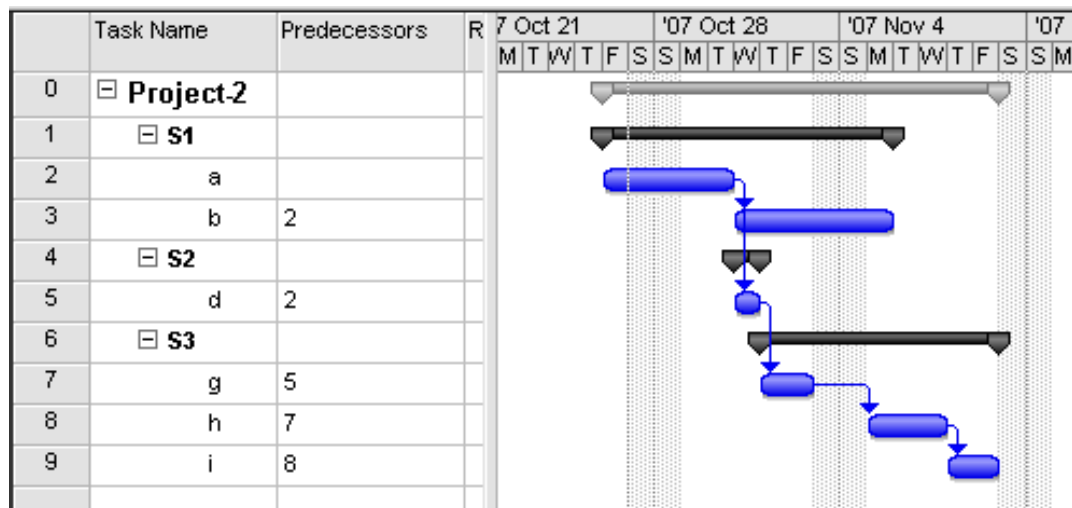 Task Name Predecessors R 7 Oct 21 '07 Oct 28 '07 Nov 4 '07
M T W T F S S M T W T F S S M T W T F S S M
0 Project-2
1 S1
2 a
3 b 2
4 S2
5 d 2
6 S3
7 g 5
8 h 7
9 i 8